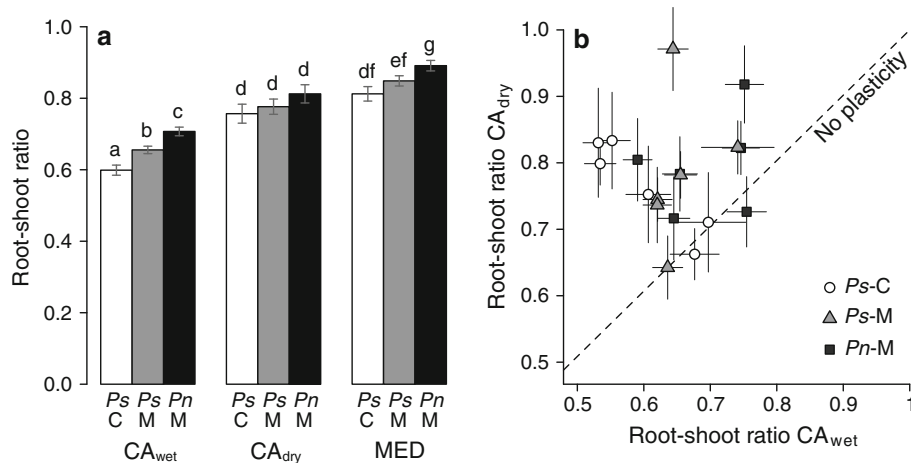 a
Root-shoot ratio
1.0
0.8
0.6
0.4
0.2
0.0
a b c d d d df ef g
Ps Ps Pn Ps Ps Pn Ps Ps Pn
C M M C M M C M M
CAwet CAdry MED
b
Root-shoot ratio CAdry
1.0
0.9
0.8
0.7
0.6
0.5
No plasticity
Ps-C
Ps-M
Pn-M
0.5 0.6 0.7 0.8 0.9 1
Root-shoot ratio CAwet